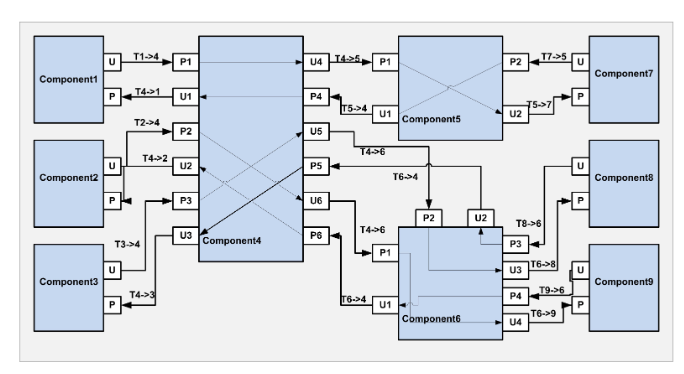 T1->4
T4->5
T7->5
U
P1
U4
P1
P2
U
Component1
Component7
P
T4->1
U1
P4
T5->4
U1
U2
T5->7
P
Component5
T2->4
P2
U5
T4->6
U
T4->2
U2
P5
T6->4
U
Component2
Component8
P
P3
U6
T4->6
P2
U2
T8->6
P
T3->4
U3
Component4
P6
P1
P3
U
U3
T6->8
U
Component3
Component9
T9->6
P
T4->3
T6->4
U1
P4
Component6
U4
T6->9
P